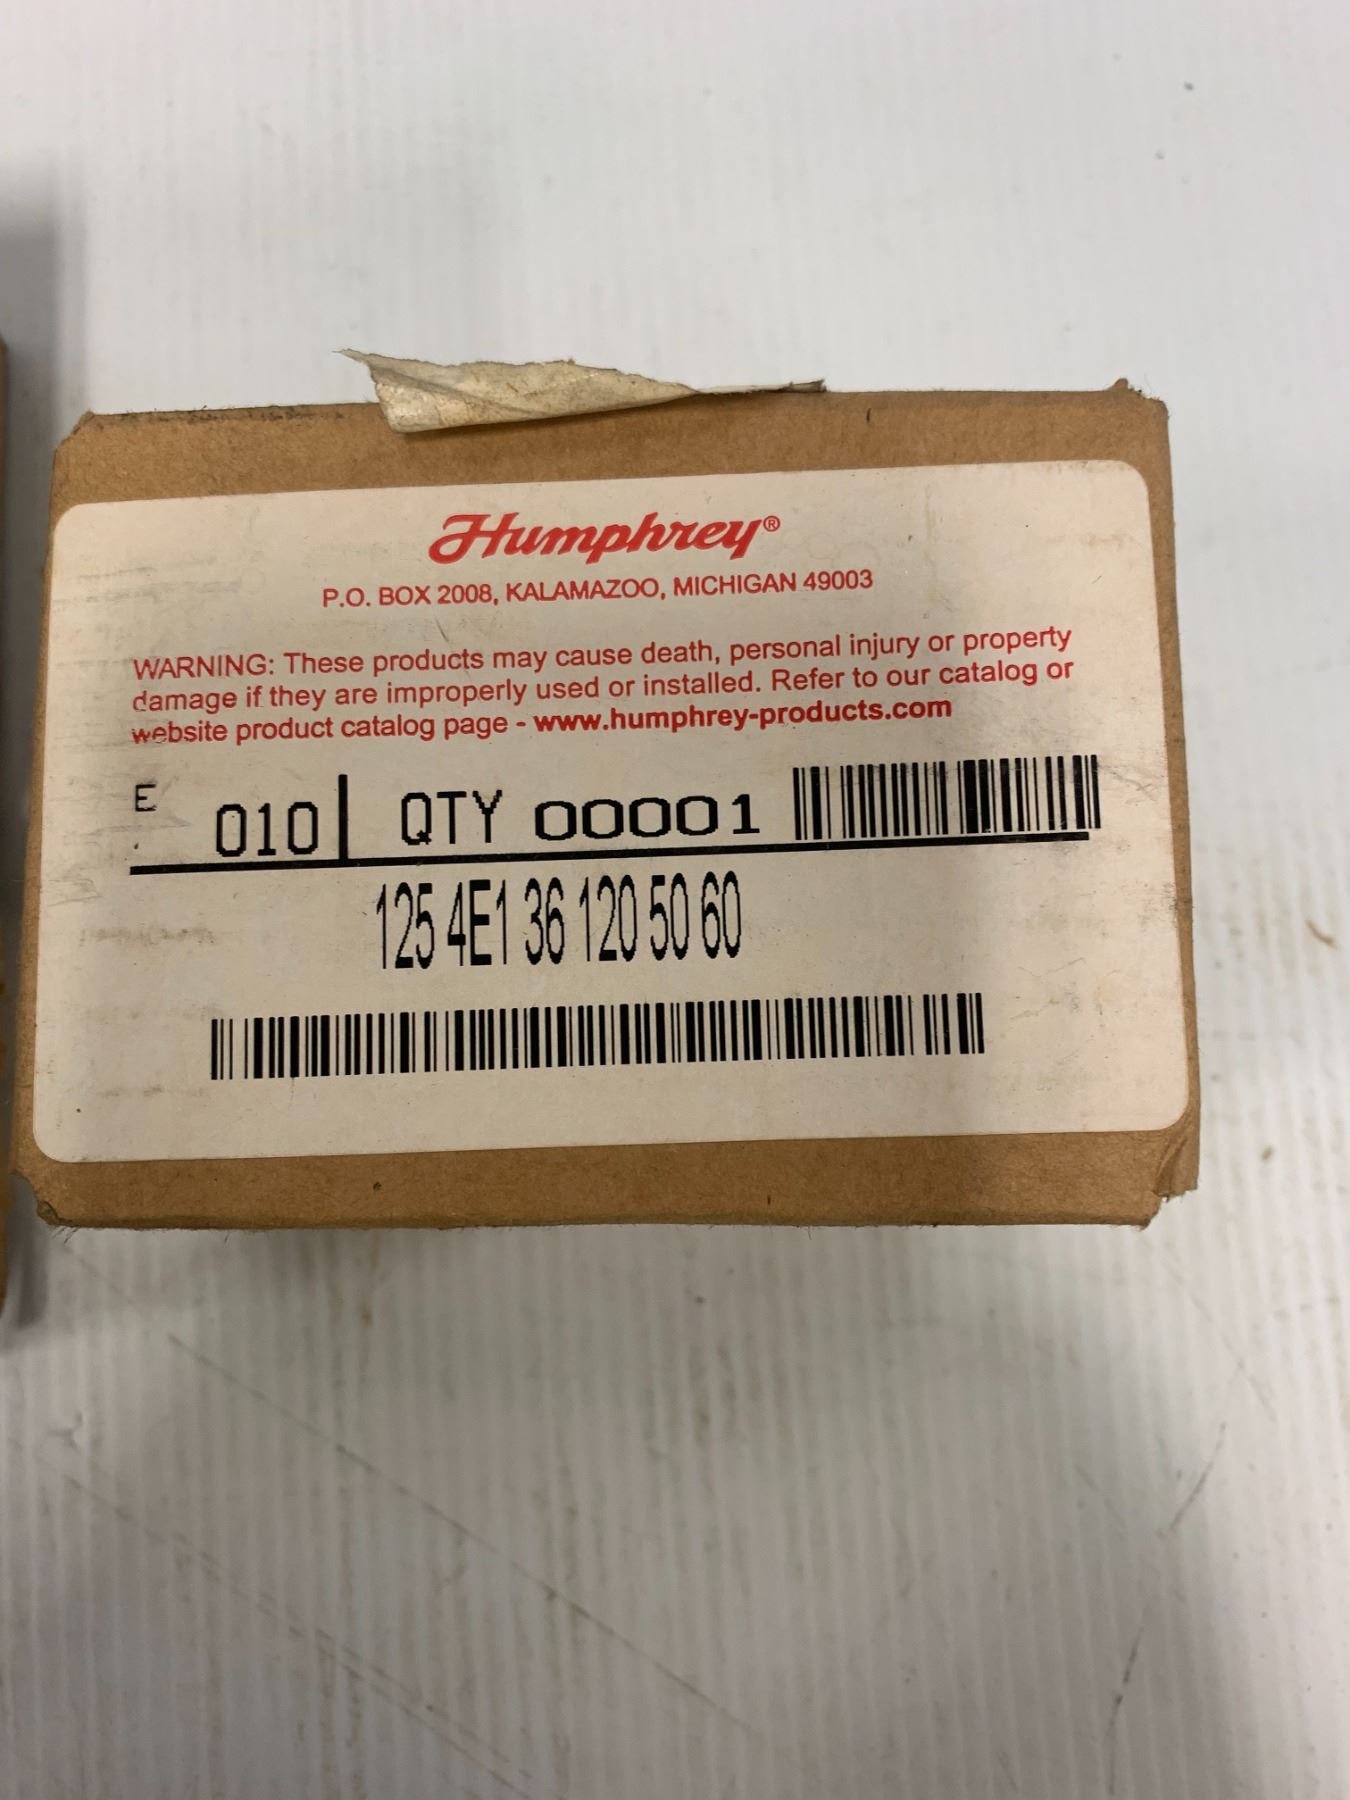 Humphrey®
P.O. BOX 2008, KALAMAZOO, MICHIGAN 49003
WARNING: These products may cause death, personal injury or property
damage if they are improperly used or installed. Refer to our catalog or
website product catalog page - www.humphrey-products.com
E 010 QTY 00001
125 4E1 36 120 50 60